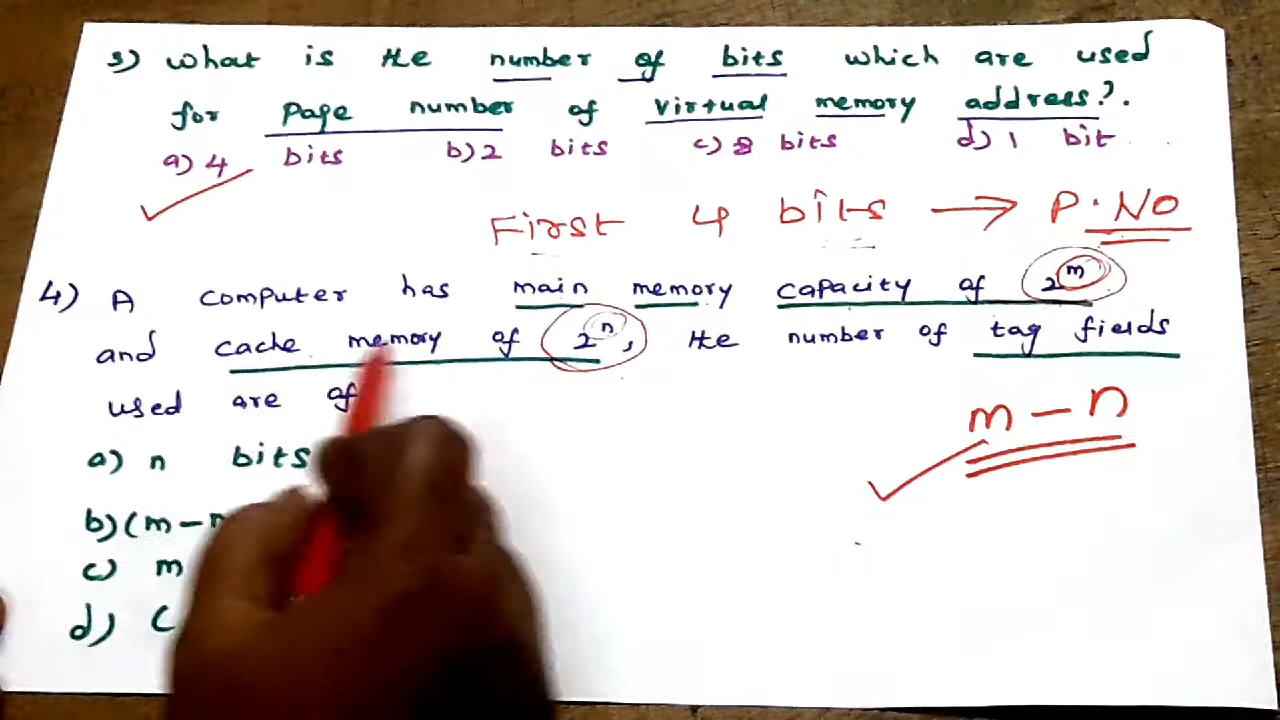 3) what is the number of bits which are used
for page number of virtual memory address?.
a) 4 bits b) 2 bits c) 8 bits d) 1 bit
First 4 bits → P.NO
4) A computer has main memory capacity of 2^m
and cache memory of 2^n, the number of tag fields
used are of
m - n
a) n bits
b) (m - n
c) m
d) (